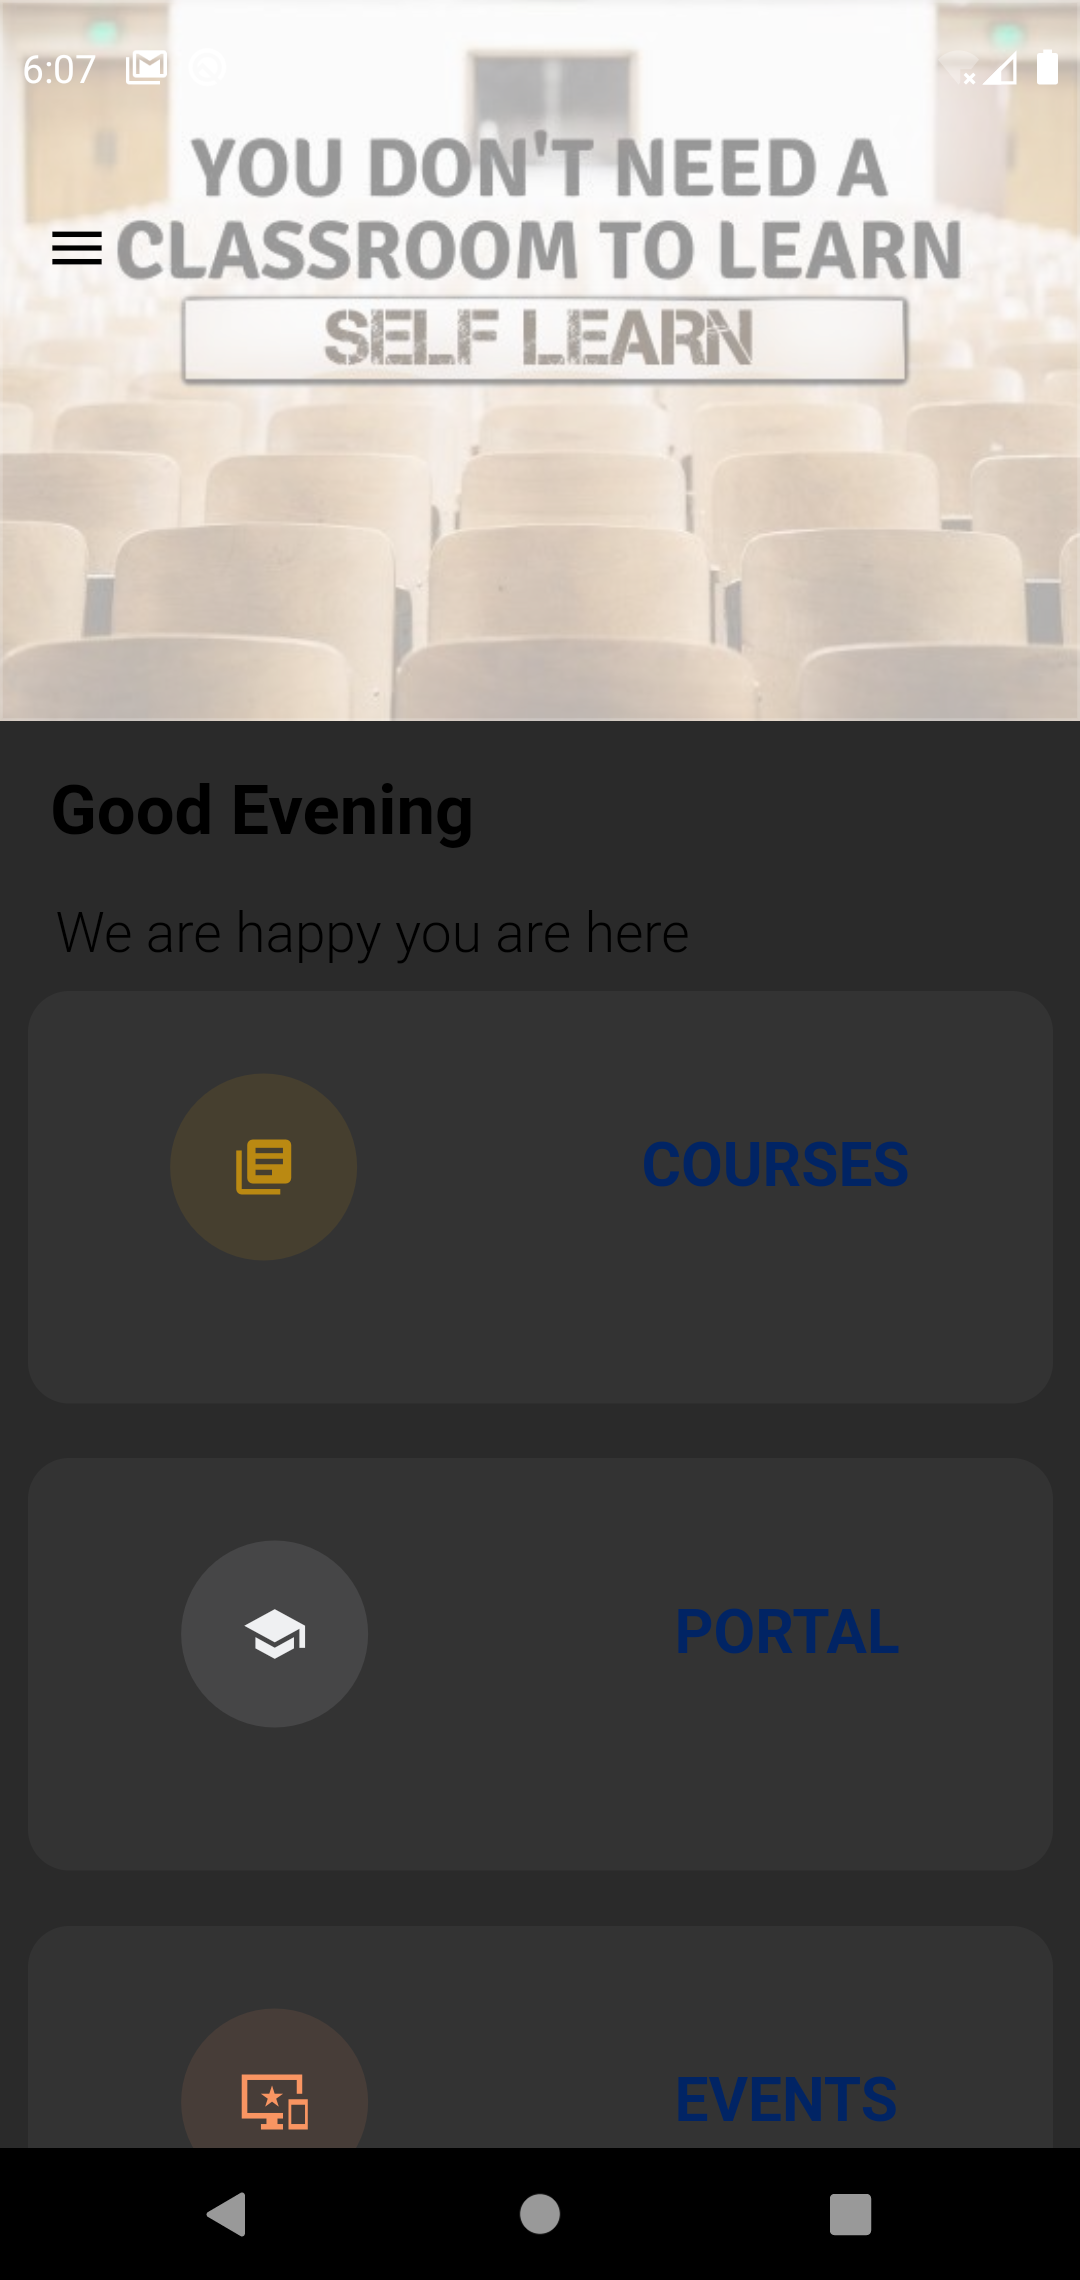 6:07
YOU DON'T NEED A
CLASSROOM TO LEARN
SELF LEARN
Good Evening
We are happy you are here
COURSES
PORTAL
EVENTS